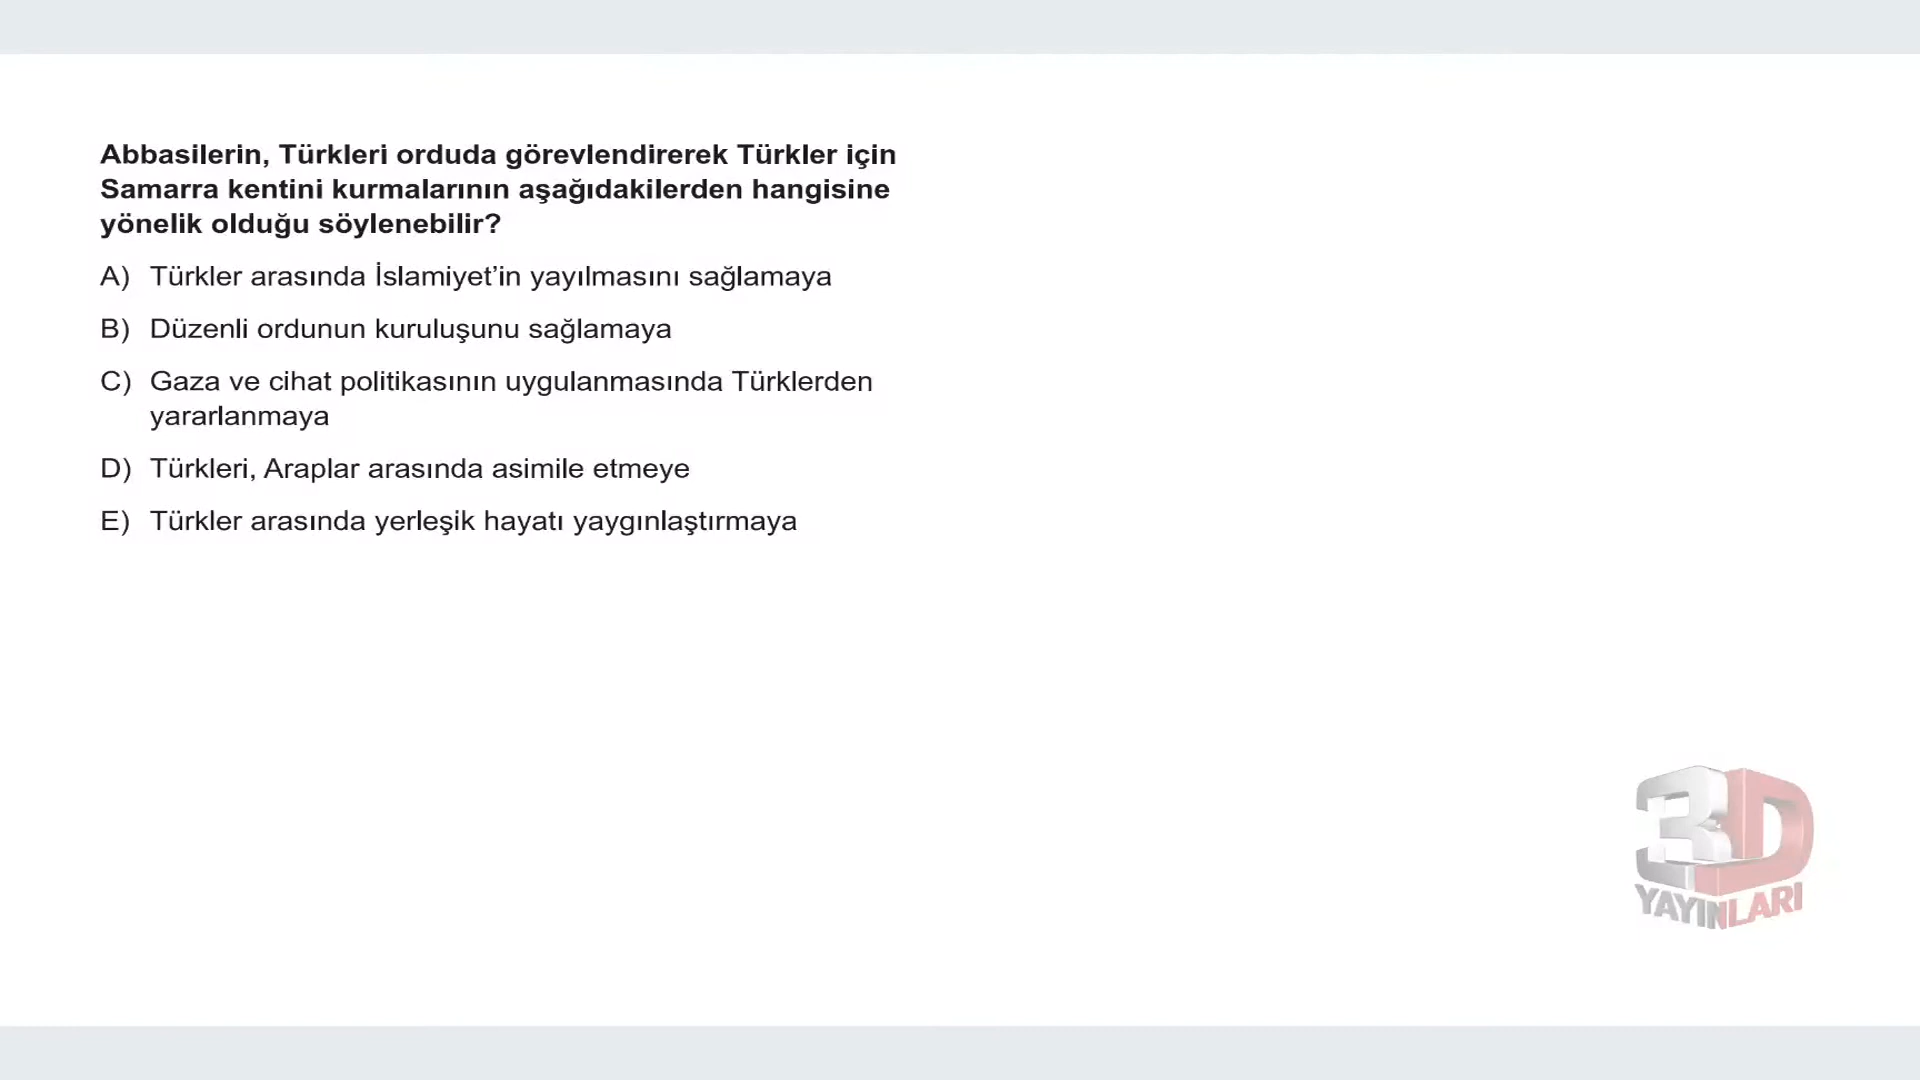 Abbasilerin, Türkleri orduda görevlendirerek Türkler için
Samarra kentini kurmalarının aşağıdakilerden hangisine
yönelik olduğu söylenebilir?
A) Türkler arasında İslamiyet’in yayılmasını sağlamaya
B) Düzenli ordunun kuruluşunu sağlamaya
C) Gaza ve cihat politikasının uygulanmasında Türklerden
yararlanmaya
D) Türkleri, Araplar arasında asimile etmeye
E) Türkler arasında yerleşik hayatı yaygınlaştırmaya
3D
YAYINLARI